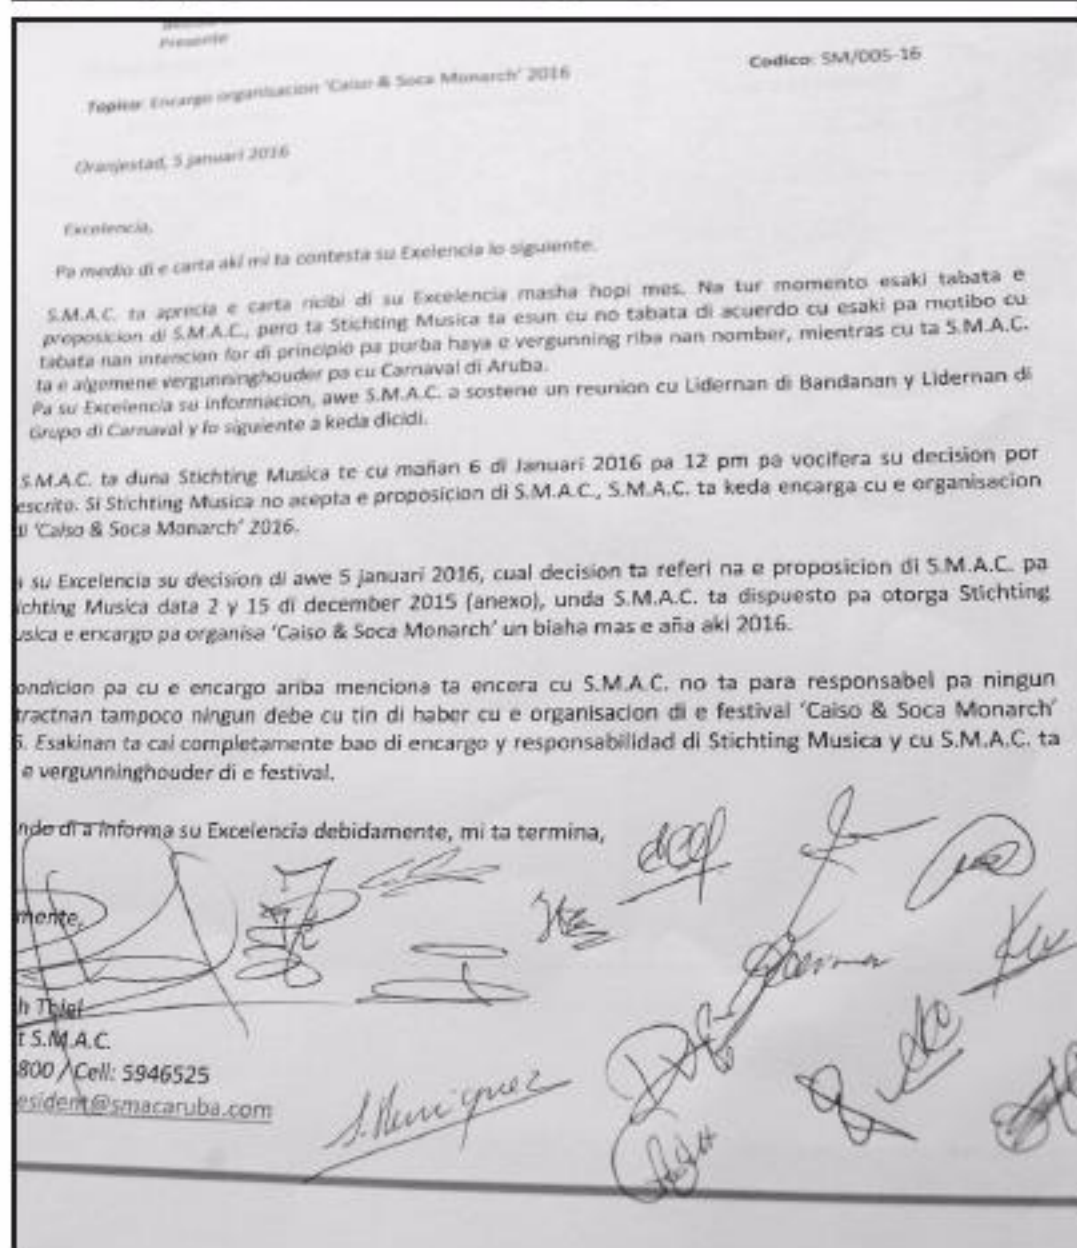 Presente
Codico: SM/005-16
Topico: Encargo organisacion 'Caiso & Soca Monarch' 2016
Oranjestad, 5 januari 2016
Excelencia,
Pa medio di e carta aki mi ta contesta su Exelencia lo siguiente.
S.M.A.C. ta aprecia e carta ricibi di su Excelencia masha hopi mes. Na tur momento esaki tabata e
proposicion di S.M.A.C., pero ta Stichting Musica ta esun cu no tabata di acuerdo cu esaki pa motibo cu
tabata nan intencion for di principio pa purba haya e vergunning riba nan nomber, mientras cu ta S.M.A.C.
ta e algemene vergunninghouder pa cu Carnaval di Aruba.
Pa su Excelencia su informacion, awe S.M.A.C. a sostene un reunion cu Lidernan di Bandanan y Lidernan di
Grupo di Carnaval y lo siguiente a keda dicidi.
S.M.A.C. ta duna Stichting Musica te cu mañan 6 di Januari 2016 pa 12 pm pa vocifera su decision por
escrito. Si Stichting Musica no acepta e proposicion di S.M.A.C., S.M.A.C. ta keda encarga cu e organisacion
di 'Caiso & Soca Monarch' 2016.
su Excelencia su decision di awe 5 januari 2016, cual decision ta referi na e proposicion di S.M.A.C. pa
ichting Musica data 2 y 15 di december 2015 (anexo), unda S.M.A.C. ta dispuesto pa otorga Stichting
usica e encargo pa organisa 'Caiso & Soca Monarch' un biaha mas e aña aki 2016.
ondicion pa cu e encargo ariba menciona ta encera cu S.M.A.C. no ta para responsabel pa ningun
tractnan tampoco ningun debe cu tin di haber cu e organisacion di e festival 'Caiso & Soca Monarch'
6. Esakinan ta cai completamente bao di encargo y responsabilidad di Stichting Musica y cu S.M.A.C. ta
e vergunninghouder di e festival.
ndo di a informa su Excelencia debidamente, mi ta termina,
mente,
h Thiel
t S.M.A.C.
800 / Cell: 5946525
esident@smacaruba.com
S. Henriquez